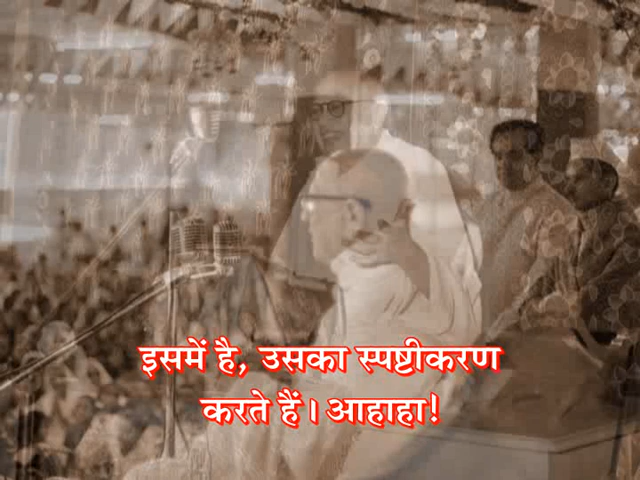 इसमें है, उसका स्पष्टीकरण
करते हैं। आहाहा!